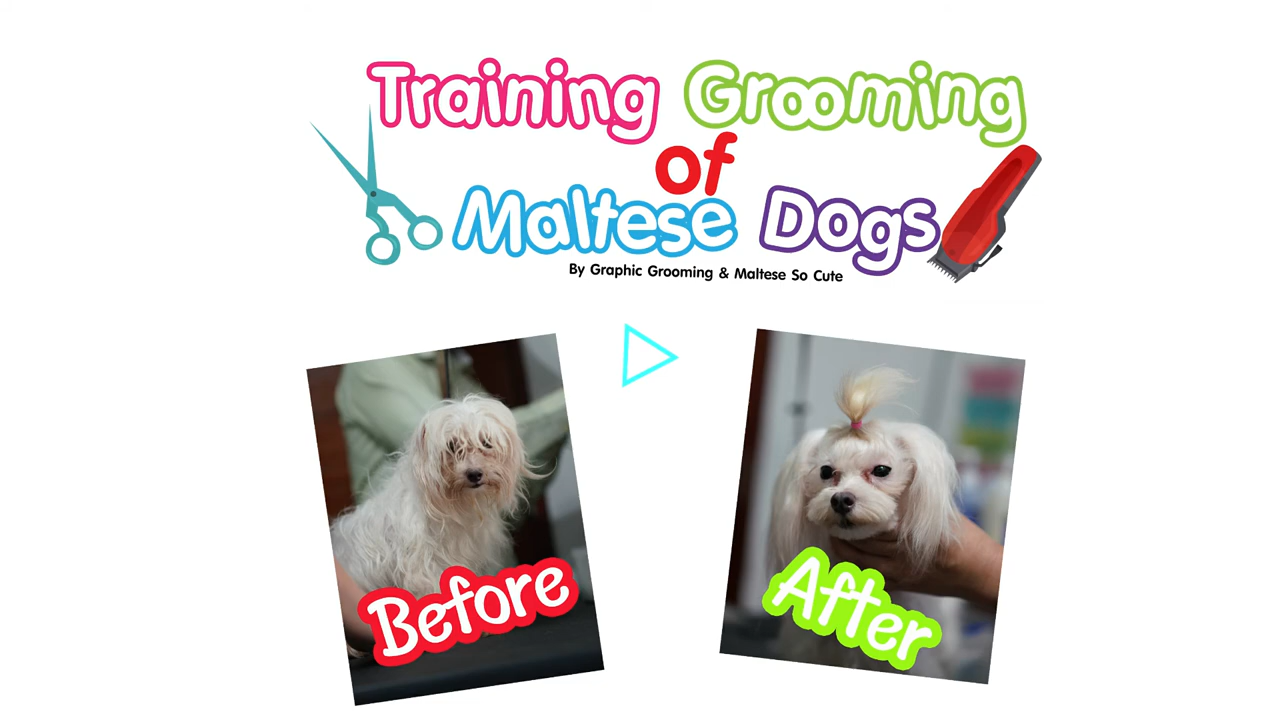 Training Grooming
of
Maltese Dogs
By Graphic Grooming & Maltese So Cute
Before
After